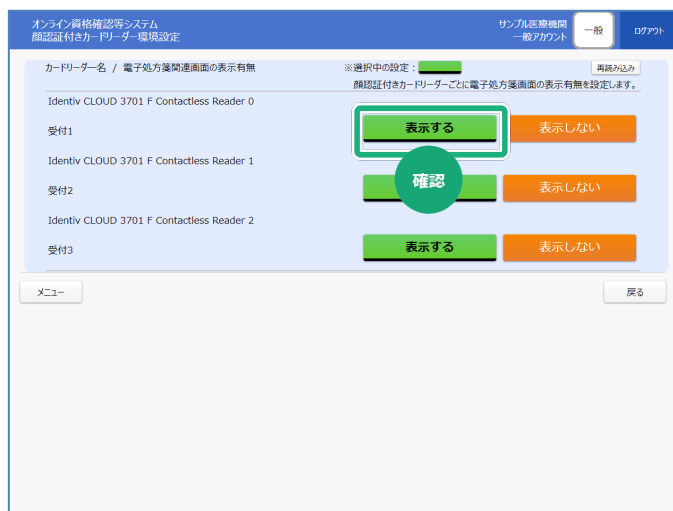 オンライン資格確認等システム
顔認証付きカードリーダー環境設定
サンプル医療機関
一般アカウント
一般
ログアウト
カードリーダー名 / 電子処方箋関連画面の表示有無
※選択中の設定：
再読み込み
顔認証付きカードリーダーごとに電子処方箋画面の表示有無を設定します。
Identiv CLOUD 3701 F Contactless Reader 0
受付1
表示する
表示しない
Identiv CLOUD 3701 F Contactless Reader 1
確認
受付2
表示しない
Identiv CLOUD 3701 F Contactless Reader 2
受付3
表示する
表示しない
メニュー
戻る